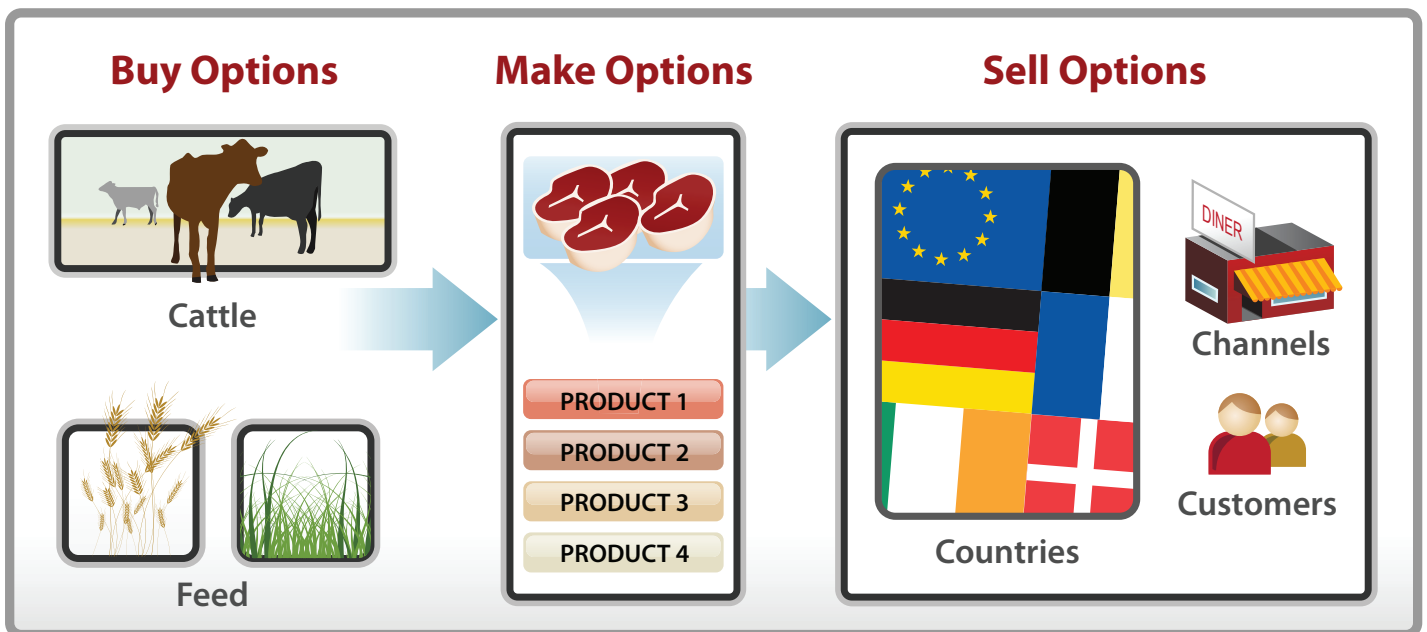 Buy Options
Make Options
Sell Options
Cattle
Feed
PRODUCT 1
PRODUCT 2
PRODUCT 3
PRODUCT 4
Countries
DINER
Channels
Customers